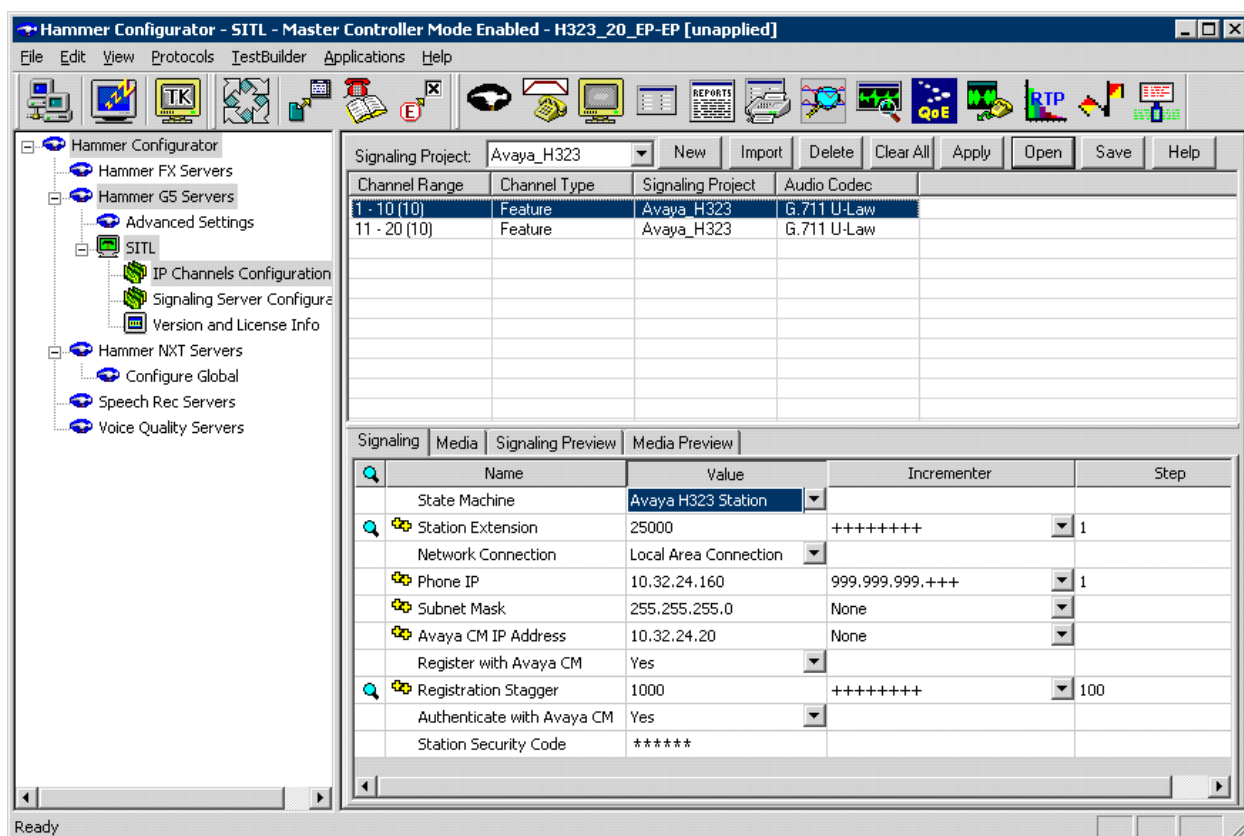 Hammer Configurator - SITL - Master Controller Mode Enabled - H323_20_EP-EP [unapplied]
File Edit View Protocols TestBuilder Applications Help
TK E REPORTS QoE RTP
Hammer Configurator
Hammer FX Servers
Hammer G5 Servers
Advanced Settings
SITL
IP Channels Configuration
Signaling Server Configura
Version and License Info
Hammer NXT Servers
Configure Global
Speech Rec Servers
Voice Quality Servers
Signaling Project: Avaya_H323 New Import Delete Clear All Apply Open Save Help
Channel Range Channel Type Signaling Project Audio Codec
1 - 10 (10) Feature Avaya_H323 G.711 U-Law
11 - 20 (10) Feature Avaya_H323 G.711 U-Law
Signaling Media Signaling Preview Media Preview
Name Value Incrementer Step
State Machine Avaya H323 Station
Station Extension 25000 ++++++++ 1
Network Connection Local Area Connection
Phone IP 10.32.24.160 999.999.999.+++ 1
Subnet Mask 255.255.255.0 None
Avaya CM IP Address 10.32.24.20 None
Register with Avaya CM Yes
Registration Stagger 1000 ++++++++ 100
Authenticate with Avaya CM Yes
Station Security Code ******
Ready